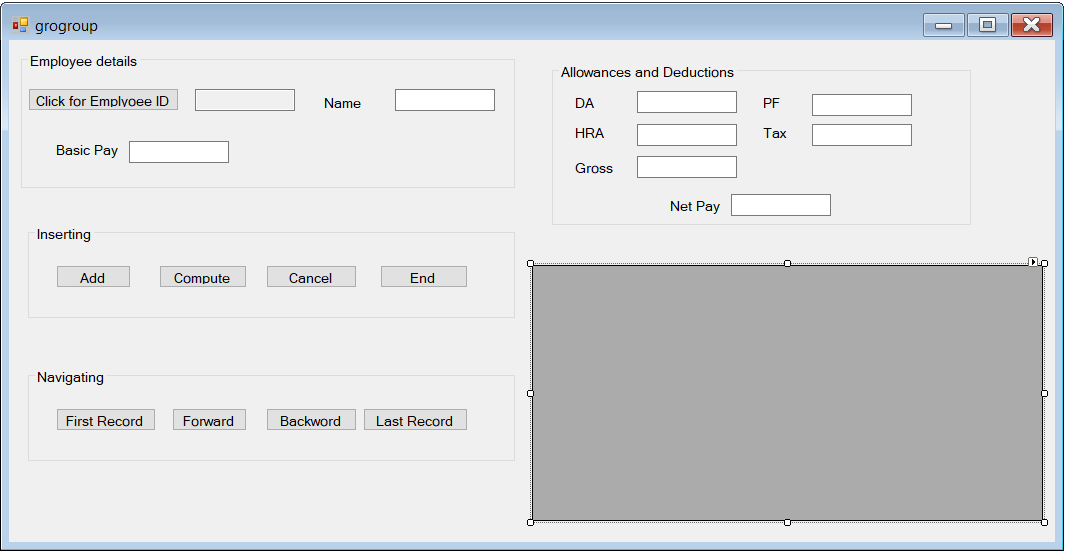 grogroup
Employee details
Click for Emplyoee ID
Name
Basic Pay
Allowances and Deductions
DA
PF
HRA
Tax
Gross
Net Pay
Inserting
Add
Compute
Cancel
End
Navigating
First Record
Forward
Backword
Last Record